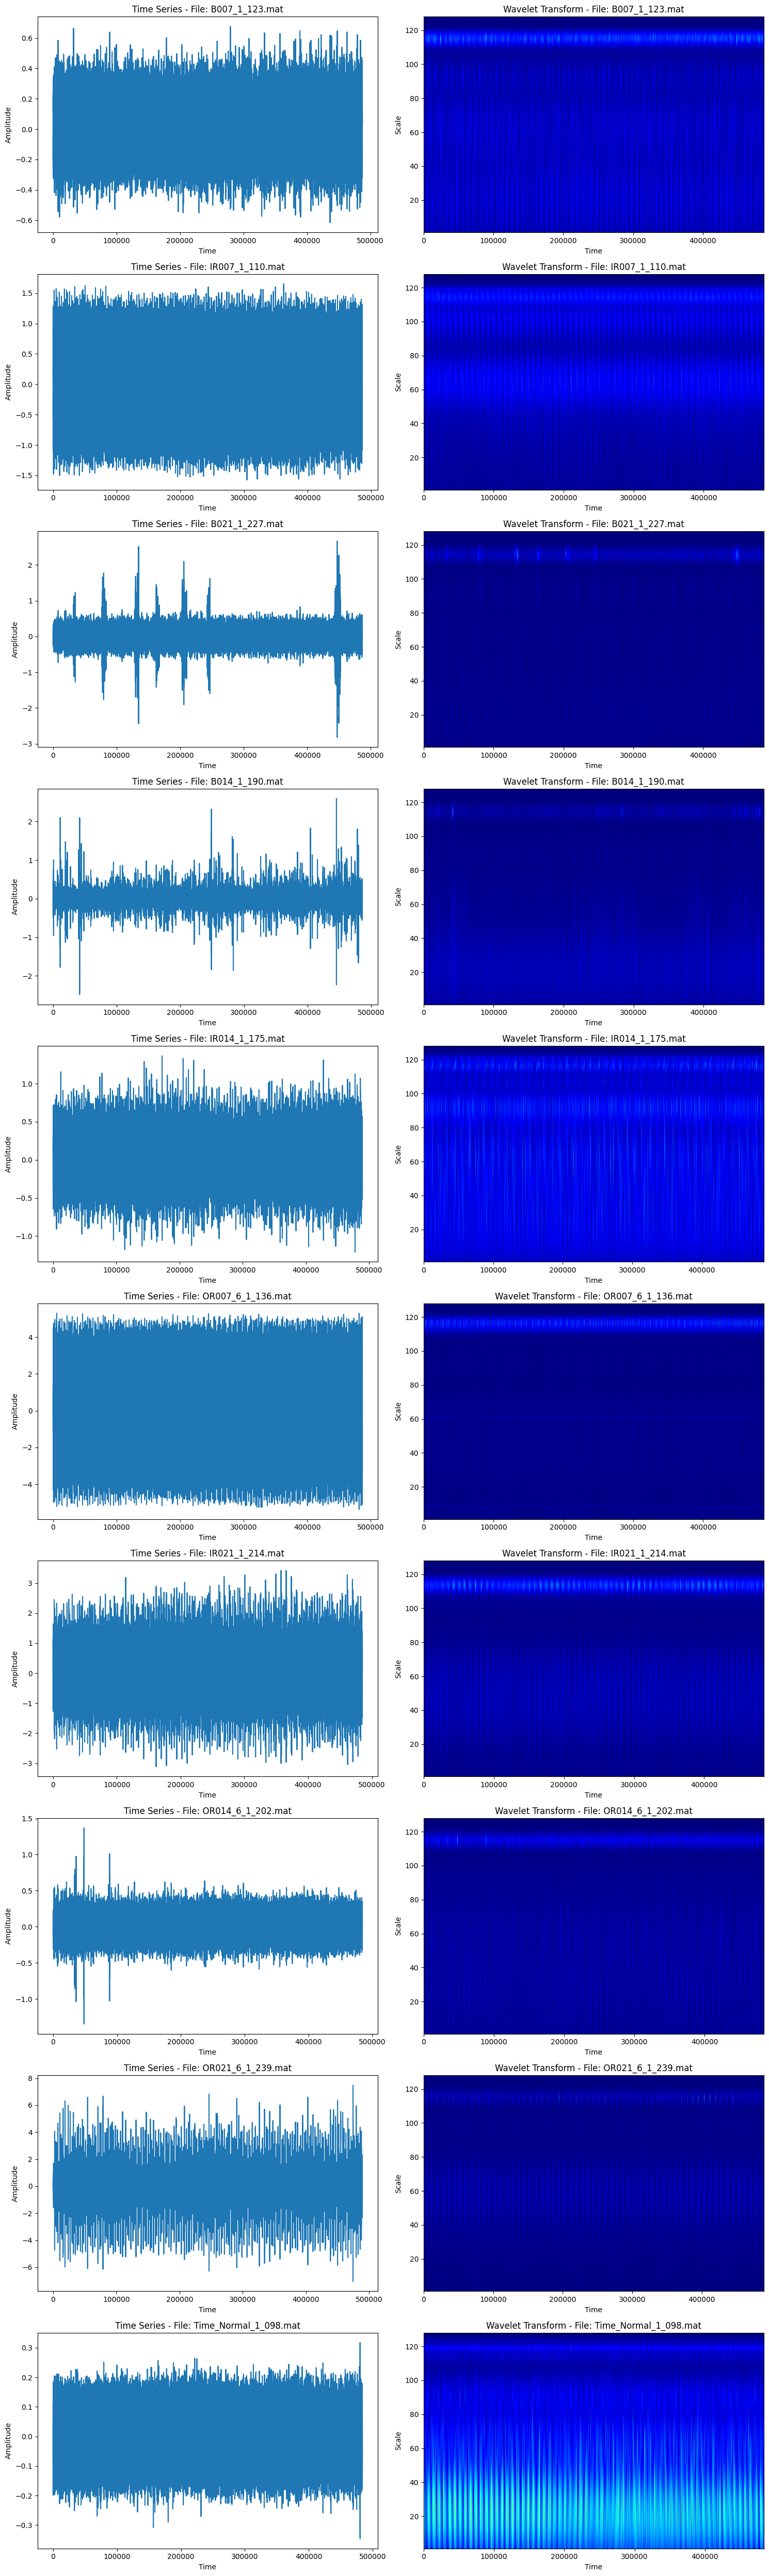 Time Series - File: B007_1_123.mat
Wavelet Transform - File: B007_1_123.mat
0.6
0.4
0.2
0.0
−0.2
−0.4
−0.6
Amplitude
0 100000 200000 300000 400000 500000
Time
120
100
80
60
40
20
Scale
0 100000 200000 300000 400000
Time
Time Series - File: IR007_1_110.mat
Wavelet Transform - File: IR007_1_110.mat
1.5
1.0
0.5
0.0
−0.5
−1.0
−1.5
Amplitude
0 100000 200000 300000 400000 500000
Time
120
100
80
60
40
20
Scale
0 100000 200000 300000 400000
Time
Time Series - File: B021_1_227.mat
Wavelet Transform - File: B021_1_227.mat
2
1
0
−1
−2
−3
Amplitude
0 100000 200000 300000 400000 500000
Time
120
100
80
60
40
20
Scale
0 100000 200000 300000 400000
Time
Time Series - File: B014_1_190.mat
Wavelet Transform - File: B014_1_190.mat
2
1
0
−1
−2
Amplitude
0 100000 200000 300000 400000 500000
Time
120
100
80
60
40
20
Scale
0 100000 200000 300000 400000
Time
Time Series - File: IR014_1_175.mat
Wavelet Transform - File: IR014_1_175.mat
1.0
0.5
0.0
−0.5
−1.0
Amplitude
0 100000 200000 300000 400000 500000
Time
120
100
80
60
40
20
Scale
0 100000 200000 300000 400000
Time
Time Series - File: OR007_6_1_136.mat
Wavelet Transform - File: OR007_6_1_136.mat
4
2
0
−2
−4
Amplitude
0 100000 200000 300000 400000 500000
Time
120
100
80
60
40
20
Scale
0 100000 200000 300000 400000
Time
Time Series - File: IR021_1_214.mat
Wavelet Transform - File: IR021_1_214.mat
3
2
1
0
−1
−2
−3
Amplitude
0 100000 200000 300000 400000 500000
Time
120
100
80
60
40
20
Scale
0 100000 200000 300000 400000
Time
Time Series - File: OR014_6_1_202.mat
Wavelet Transform - File: OR014_6_1_202.mat
1.5
1.0
0.5
0.0
−0.5
−1.0
Amplitude
0 100000 200000 300000 400000 500000
Time
120
100
80
60
40
20
Scale
0 100000 200000 300000 400000
Time
Time Series - File: OR021_6_1_239.mat
Wavelet Transform - File: OR021_6_1_239.mat
8
6
4
2
0
−2
−4
−6
Amplitude
0 100000 200000 300000 400000 500000
Time
120
100
80
60
40
20
Scale
0 100000 200000 300000 400000
Time
Time Series - File: Time_Normal_1_098.mat
Wavelet Transform - File: Time_Normal_1_098.mat
0.3
0.2
0.1
0.0
−0.1
−0.2
−0.3
Amplitude
0 100000 200000 300000 400000 500000
Time
120
100
80
60
40
20
Scale
0 100000 200000 300000 400000
Time